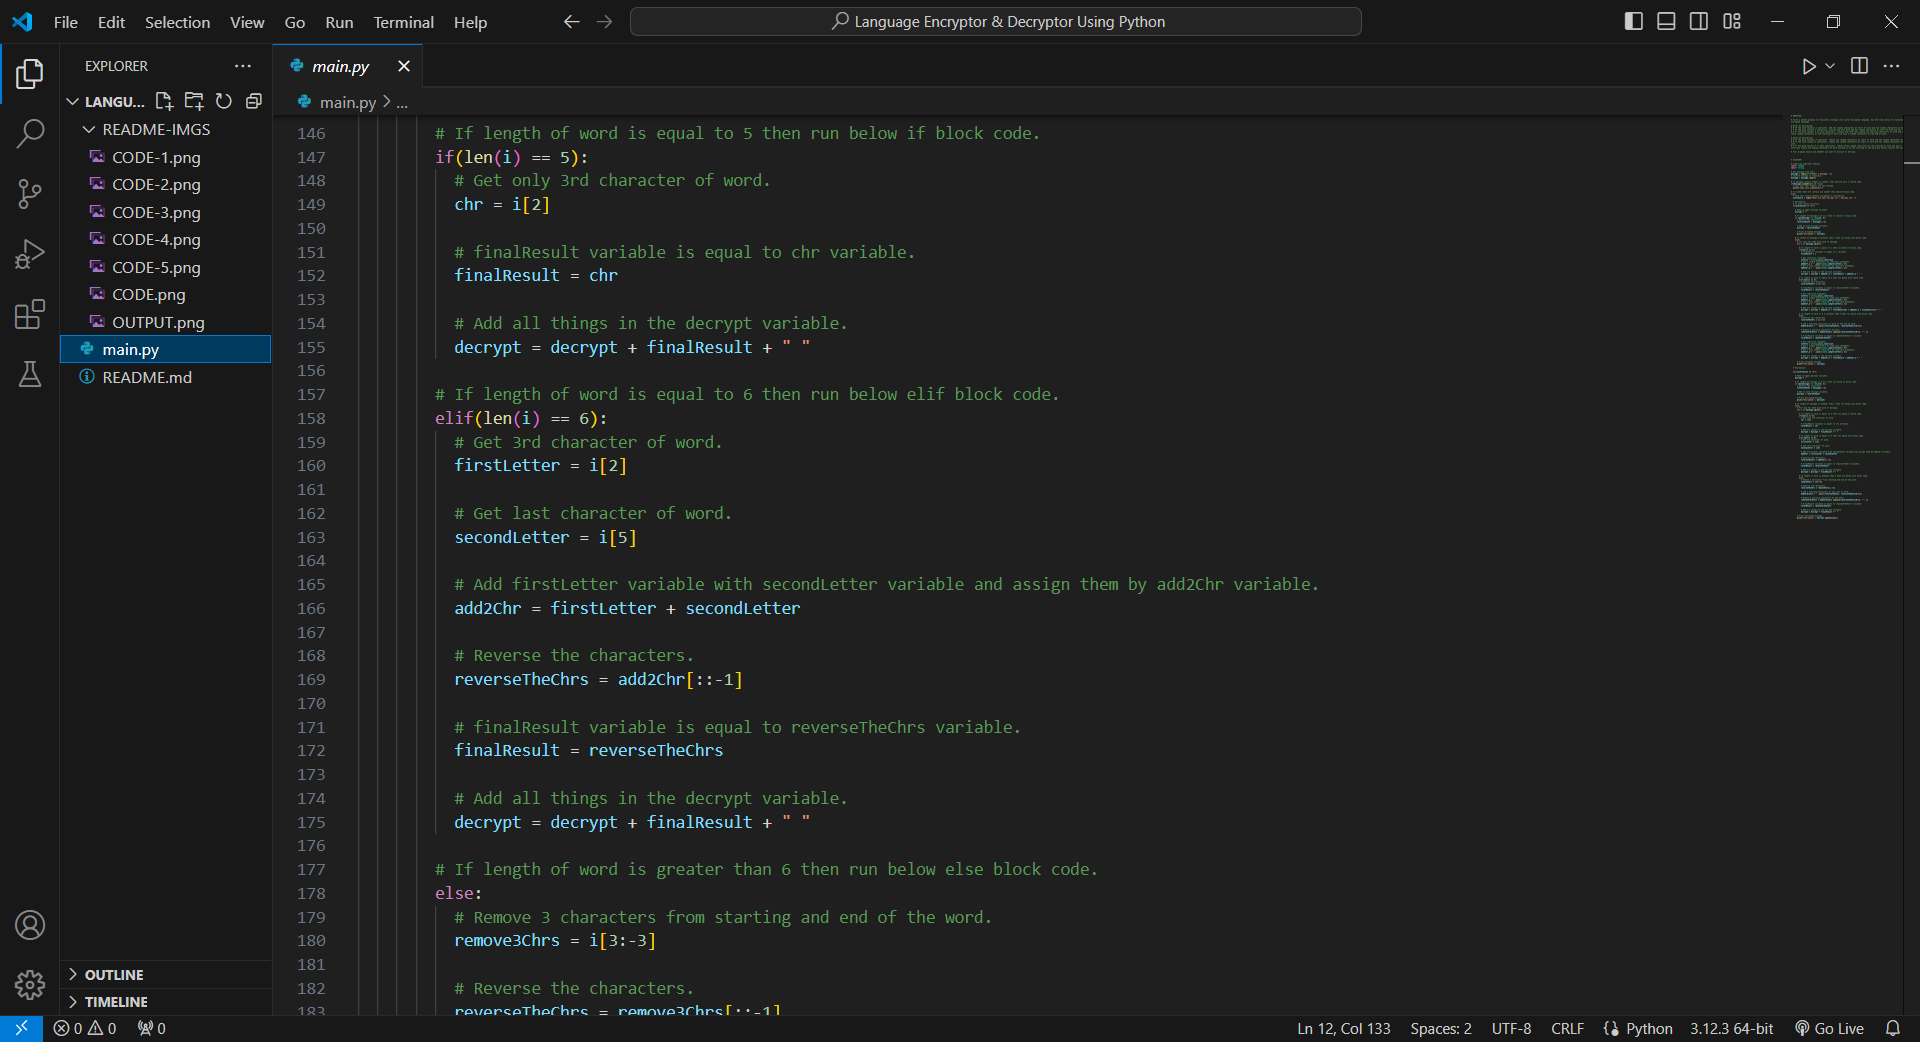 File Edit Selection View Go Run Terminal Help
Language Encryptor & Decryptor Using Python
EXPLORER
LANGU...
README-IMGS
CODE-1.png
CODE-2.png
CODE-3.png
CODE-4.png
CODE-5.png
CODE.png
OUTPUT.png
main.py
README.md
OUTLINE
TIMELINE
main.py
main.py > ...
146 # If length of word is equal to 5 then run below if block code.
147 if(len(i) == 5):
148 # Get only 3rd character of word.
149 chr = i[2]
150
151 # finalResult variable is equal to chr variable.
152 finalResult = chr
153
154 # Add all things in the decrypt variable.
155 decrypt = decrypt + finalResult + " "
156
157 # If length of word is equal to 6 then run below elif block code.
158 elif(len(i) == 6):
159 # Get 3rd character of word.
160 firstLetter = i[2]
161
162 # Get last character of word.
163 secondLetter = i[5]
164
165 # Add firstLetter variable with secondLetter variable and assign them by add2Chr variable.
166 add2Chr = firstLetter + secondLetter
167
168 # Reverse the characters.
169 reverseTheChrs = add2Chr[::-1]
170
171 # finalResult variable is equal to reverseTheChrs variable.
172 finalResult = reverseTheChrs
173
174 # Add all things in the decrypt variable.
175 decrypt = decrypt + finalResult + " "
176
177 # If length of word is greater than 6 then run below else block code.
178 else:
179 # Remove 3 characters from starting and end of the word.
180 remove3Chrs = i[3:-3]
181
182 # Reverse the characters.
183 reverseTheChrs = remove3Chrs[::-1]
0 0 0 Ln 12, Col 133 Spaces: 2 UTF-8 CRLF Python 3.12.3 64-bit Go Live